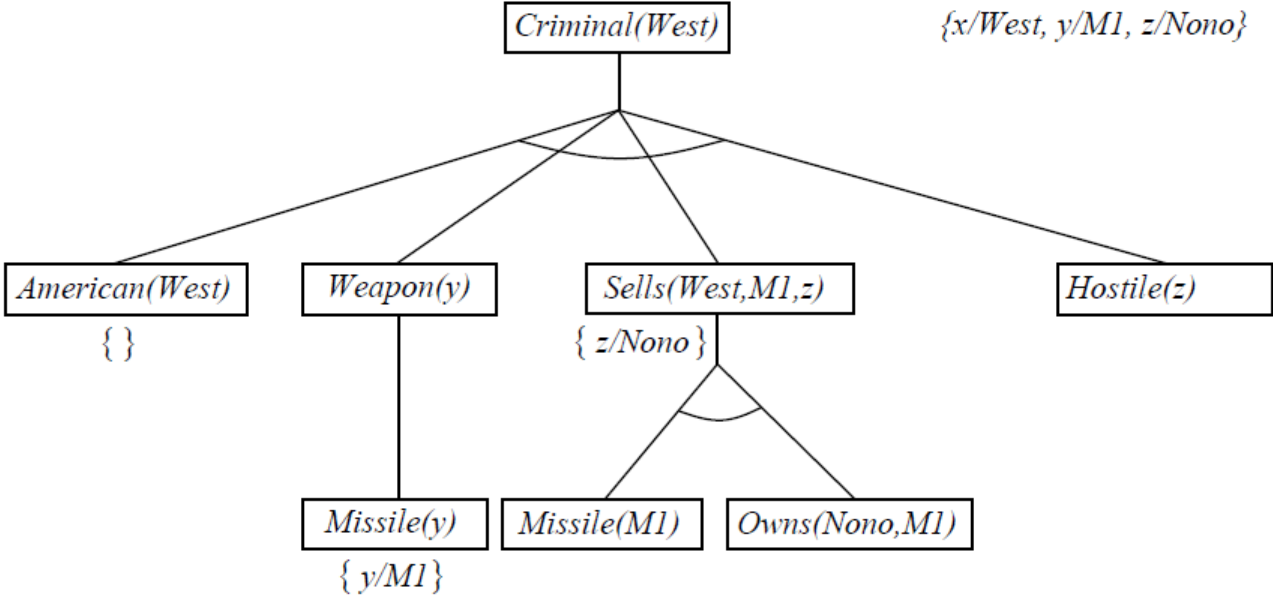 Criminal(West)
{x/West, y/M1, z/Nono}
American(West)
Weapon(y)
Sells(West,M1,z)
Hostile(z)
{ }
{ z/Nono }
Missile(y)
Missile(M1)
Owns(Nono,M1)
{ y/M1}